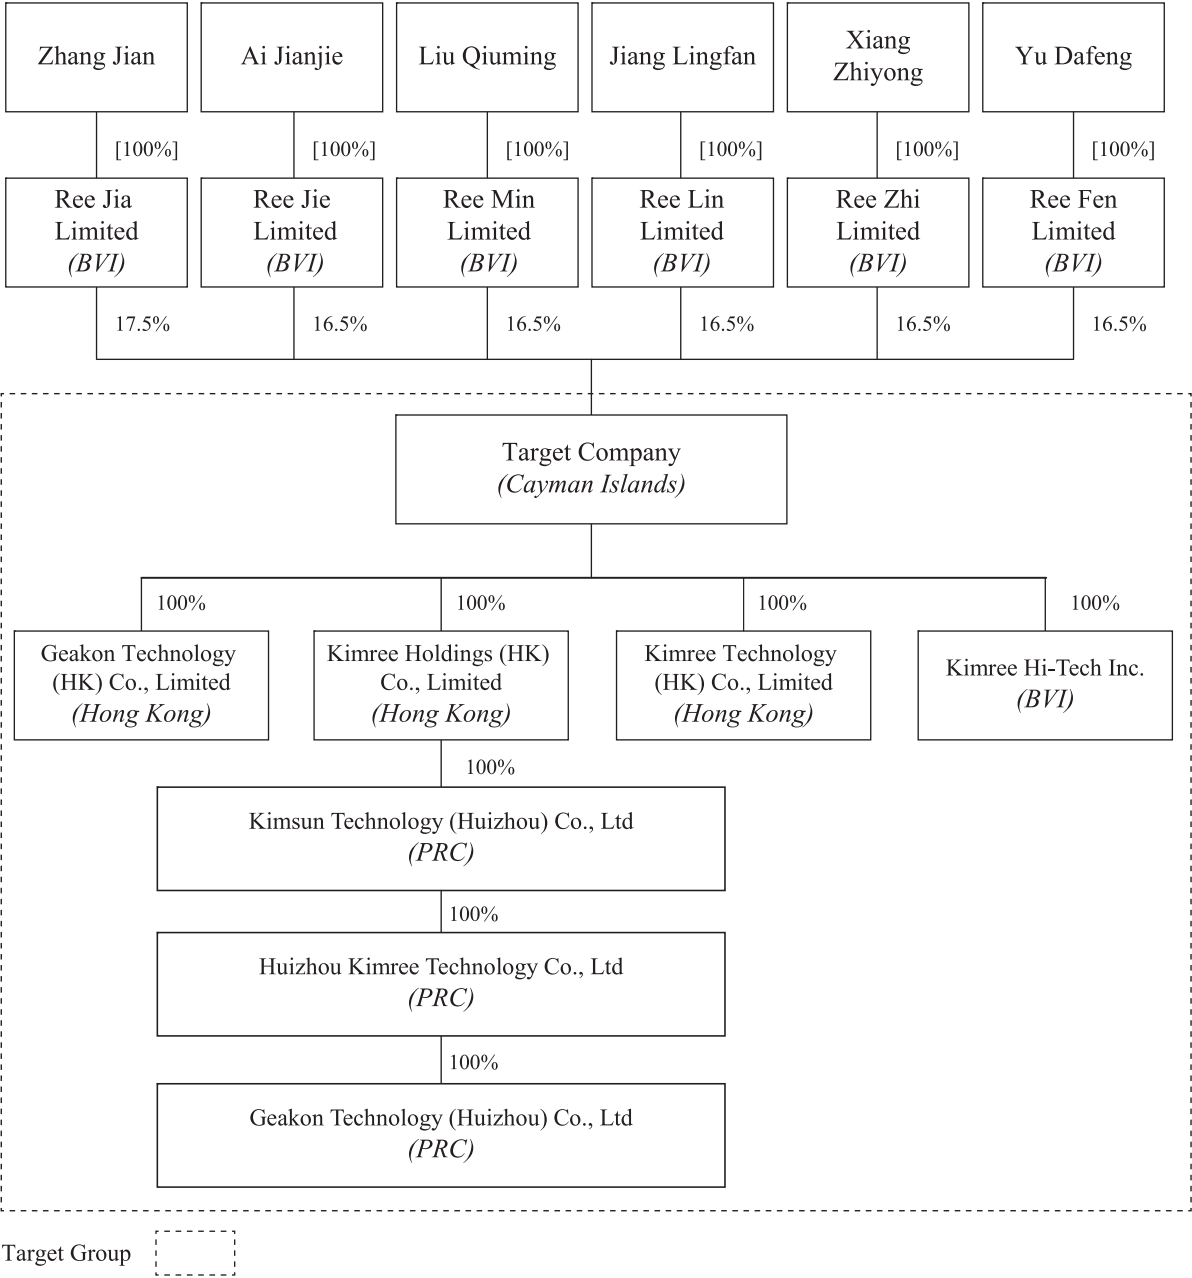 Zhang Jian
Ai Jianjie
Liu Qiuming
Jiang Lingfan
Xiang
Zhiyong
Yu Dafeng
[100%]
[100%]
[100%]
[100%]
[100%]
[100%]
Ree Jia
Limited
(BVI)
Ree Jie
Limited
(BVI)
Ree Min
Limited
(BVI)
Ree Lin
Limited
(BVI)
Ree Zhi
Limited
(BVI)
Ree Fen
Limited
(BVI)
17.5%
16.5%
16.5%
16.5%
16.5%
16.5%
Target Company
(Cayman Islands)
100%
100%
100%
100%
Geakon Technology
(HK) Co., Limited
(Hong Kong)
Kimree Holdings (HK)
Co., Limited
(Hong Kong)
Kimree Technology
(HK) Co., Limited
(Hong Kong)
Kimree Hi-Tech Inc.
(BVI)
100%
Kimsun Technology (Huizhou) Co., Ltd
(PRC)
100%
Huizhou Kimree Technology Co., Ltd
(PRC)
100%
Geakon Technology (Huizhou) Co., Ltd
(PRC)
Target Group